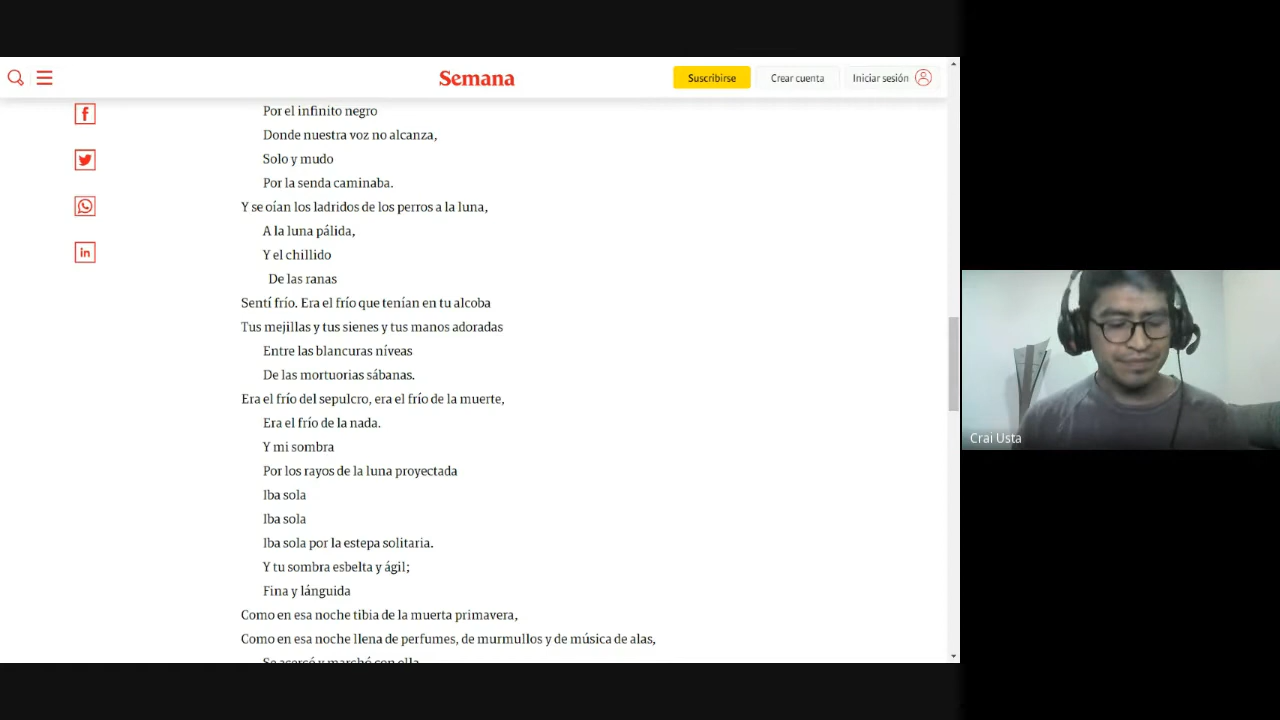 Semana
Suscribirse
Crear cuenta
Iniciar sesión
Por el infinito negro
Donde nuestra voz no alcanza,
Solo y mudo
Por la senda caminaba.
Y se oían los ladridos de los perros a la luna,
A la luna pálida,
Y el chillido
De las ranas
Sentí frío. Era el frío que tenían en tu alcoba
Tus mejillas y tus sienes y tus manos adoradas
Entre las blancuras níveas
De las mortuorias sábanas.
Era el frío del sepulcro, era el frío de la muerte,
Era el frío de la nada.
Y mi sombra
Por los rayos de la luna proyectada
Iba sola
Iba sola
Iba sola por la estepa solitaria.
Y tu sombra esbelta y ágil;
Fina y lánguida
Como en esa noche tibia de la muerta primavera,
Como en esa noche llena de perfumes, de murmullos y de música de alas,
Se acercó y marchó con ella
Crai Usta